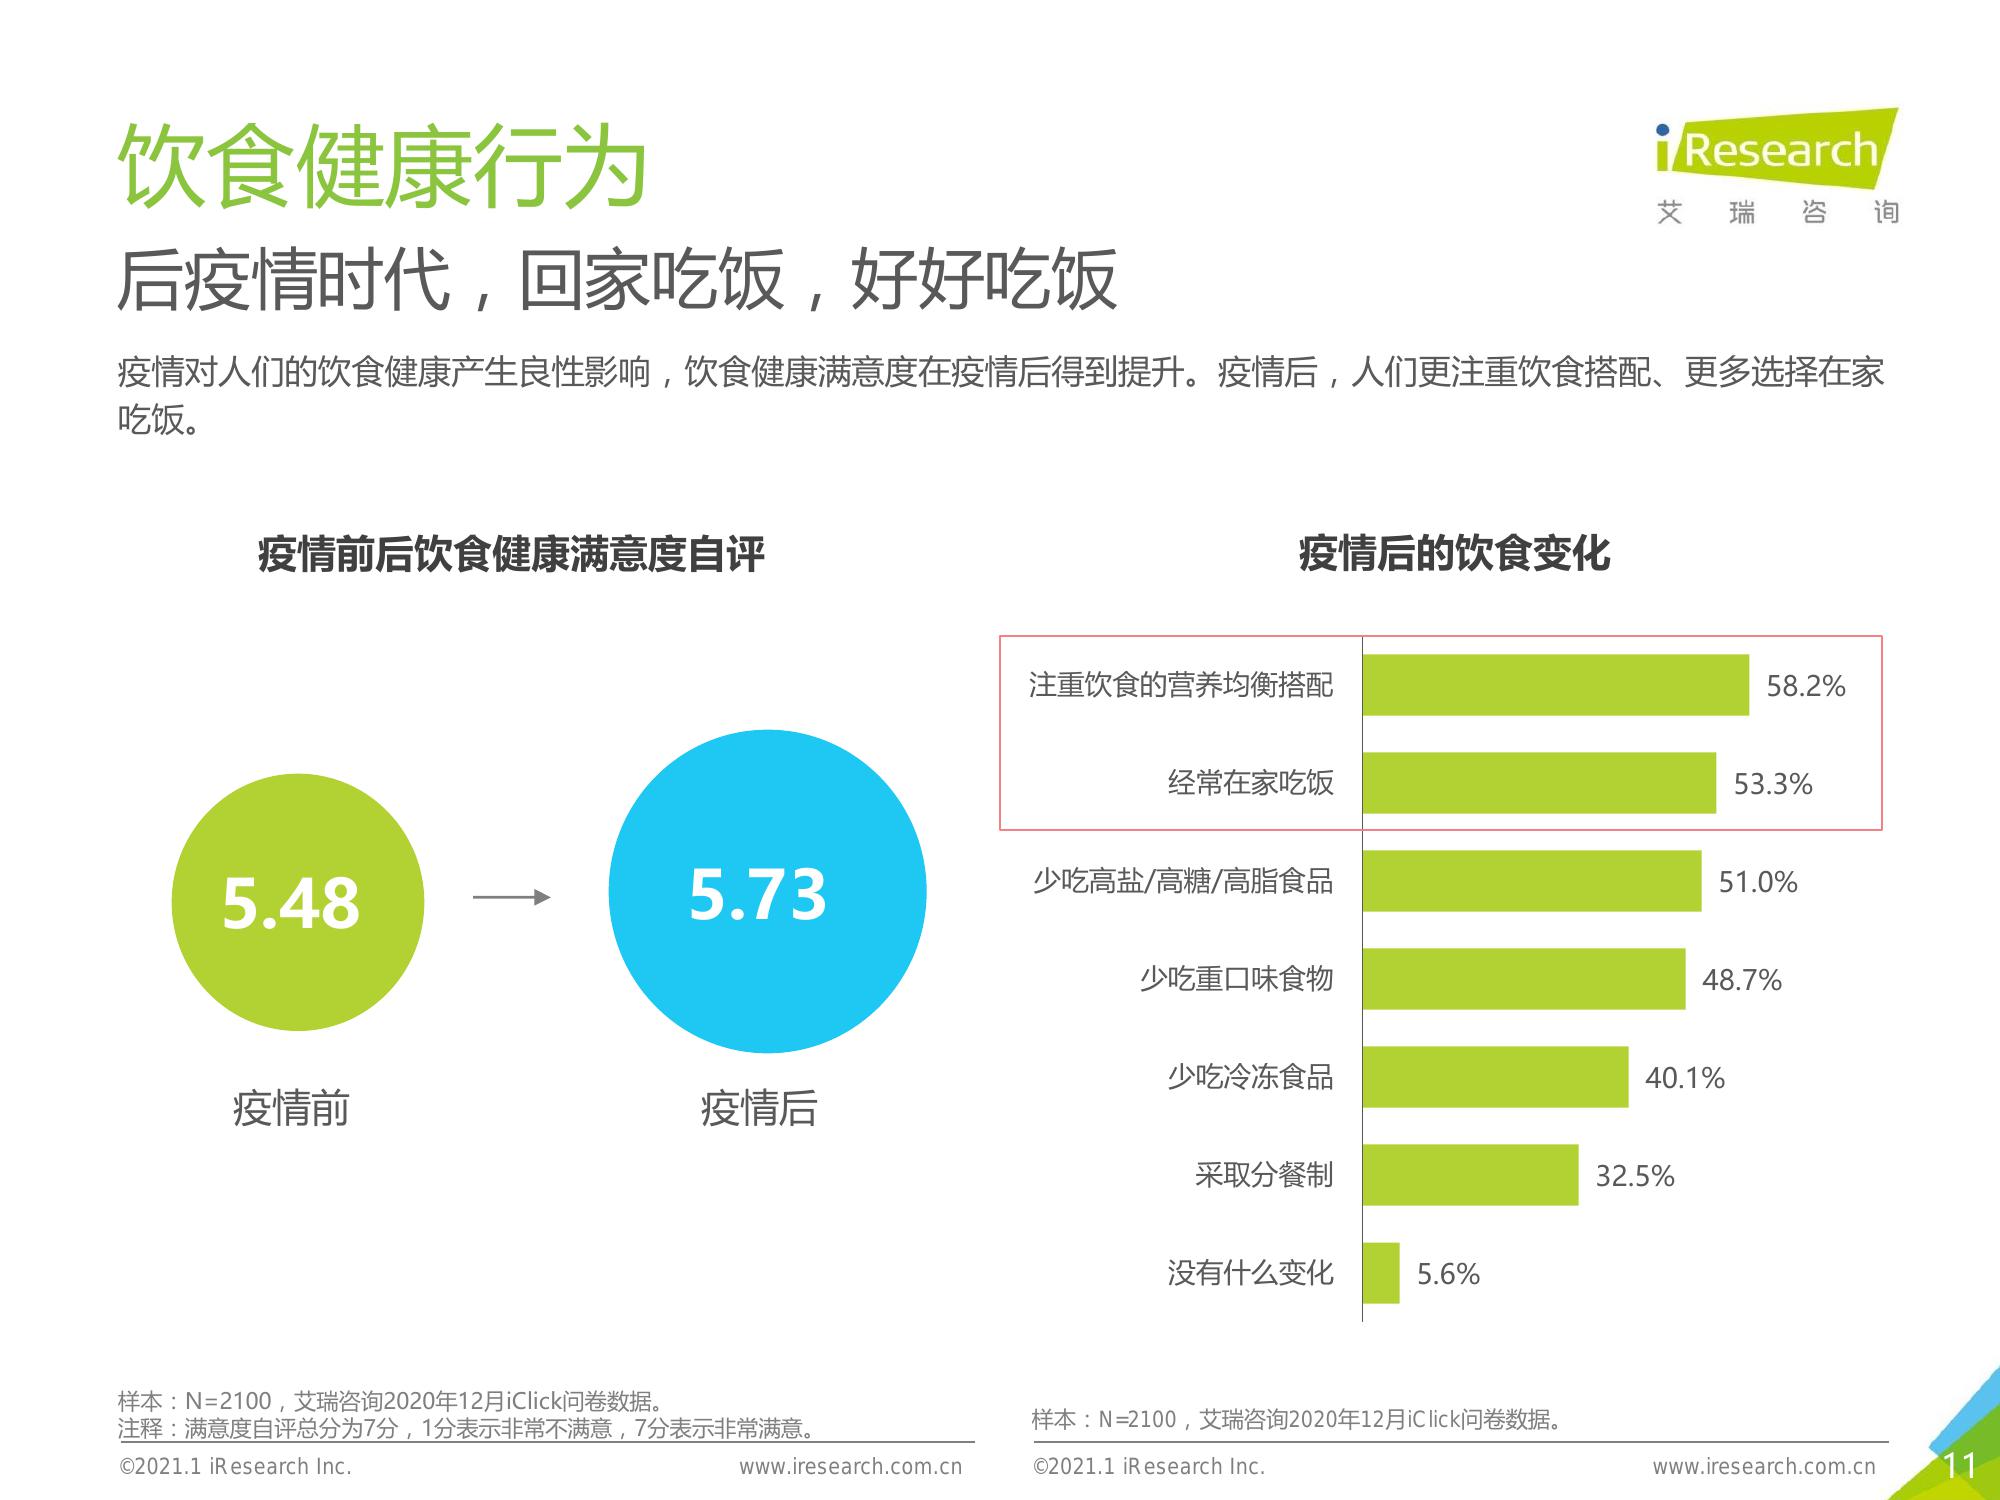 饮食健康行为
iResearch
艾瑞咨询
后疫情时代，回家吃饭，好好吃饭
疫情对人们的饮食健康产生良性影响，饮食健康满意度在疫情后得到提升。疫情后，人们更注重饮食搭配、更多选择在家
吃饭。
疫情前后饮食健康满意度自评
5.48
5.73
疫情前
疫情后
疫情后的饮食变化
注重饮食的营养均衡搭配 58.2%
经常在家吃饭 53.3%
少吃高盐/高糖/高脂食品 51.0%
少吃重口味食物 48.7%
少吃冷冻食品 40.1%
采取分餐制 32.5%
没有什么变化 5.6%
样本：N=2100，艾瑞咨询2020年12月iClick问卷数据。
注释：满意度自评总分为7分，1分表示非常不满意，7分表示非常满意。
样本：N=2100，艾瑞咨询2020年12月iClick问卷数据。
©2021.1 iResearch Inc. www.iresearch.com.cn
©2021.1 iResearch Inc. www.iresearch.com.cn
11